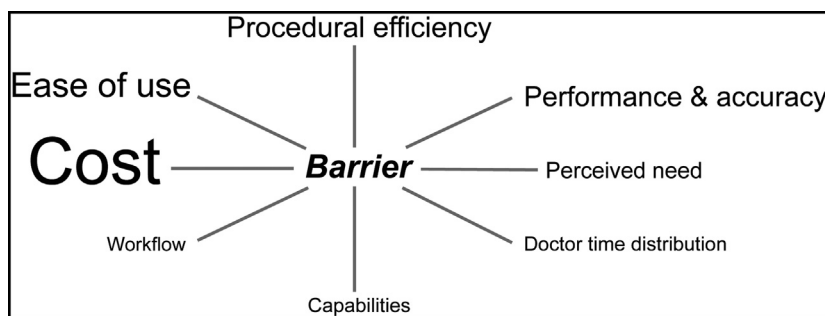 Procedural efficiency
Ease of use
Performance & accuracy
Cost
Barrier
Perceived need
Workflow
Doctor time distribution
Capabilities